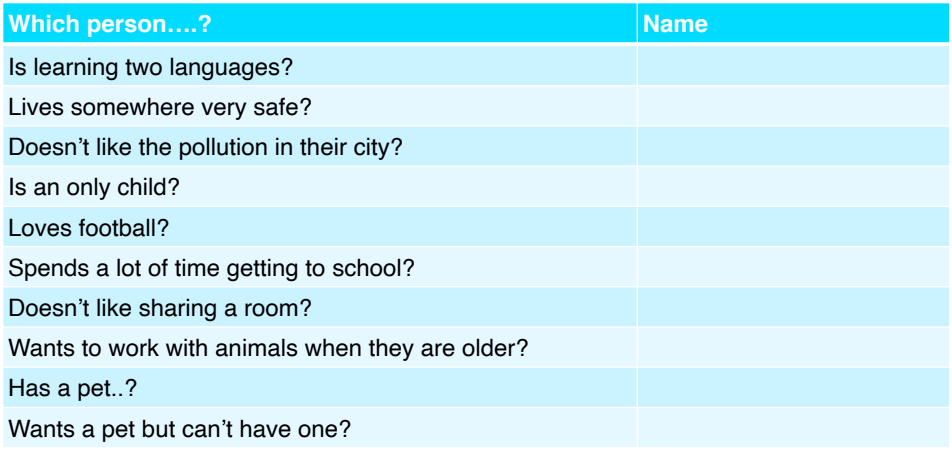 Which person....? Name
Is learning two languages?
Lives somewhere very safe?
Doesn’t like the pollution in their city?
Is an only child?
Loves football?
Spends a lot of time getting to school?
Doesn’t like sharing a room?
Wants to work with animals when they are older?
Has a pet..?
Wants a pet but can’t have one?